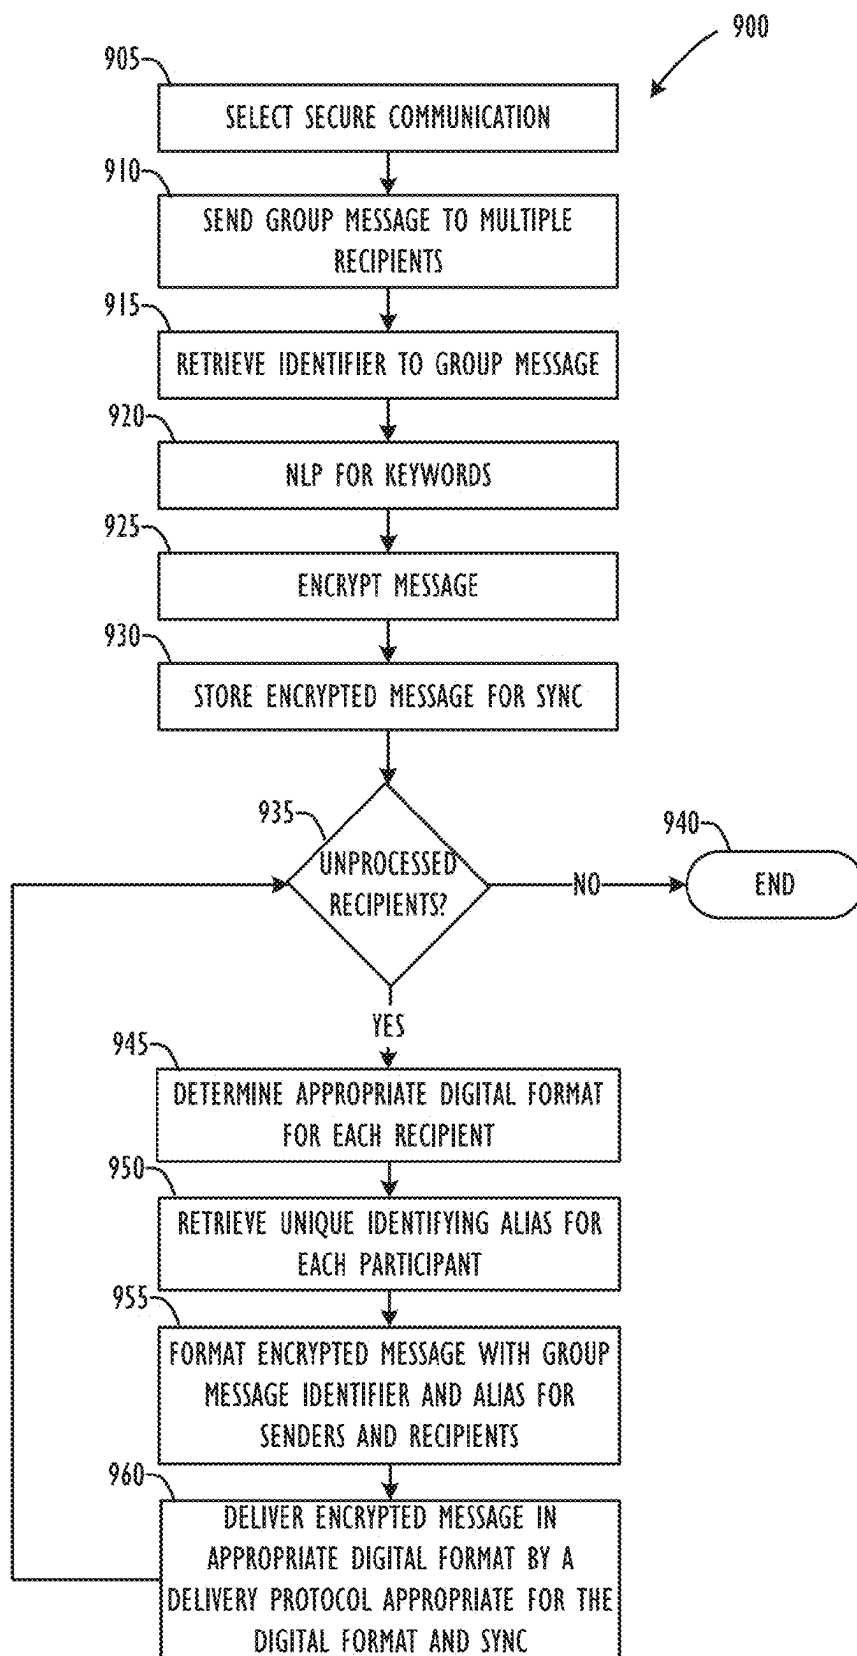 900
905
SELECT SECURE COMMUNICATION
910
SEND GROUP MESSAGE TO MULTIPLE
RECIPIENTS
915
RETRIEVE IDENTIFIER TO GROUP MESSAGE
920
NLP FOR KEYWORDS
925
ENCRYPT MESSAGE
930
STORE ENCRYPTED MESSAGE FOR SYNC
935
UNPROCESSED
RECIPIENTS?
NO
940
END
YES
945
DETERMINE APPROPRIATE DIGITAL FORMAT
FOR EACH RECIPIENT
950
RETRIEVE UNIQUE IDENTIFYING ALIAS FOR
EACH PARTICIPANT
955
FORMAT ENCRYPTED MESSAGE WITH GROUP
MESSAGE IDENTIFIER AND ALIAS FOR
SENDERS AND RECIPIENTS
960
DELIVER ENCRYPTED MESSAGE IN
APPROPRIATE DIGITAL FORMAT BY A
DELIVERY PROTOCOL APPROPRIATE FOR THE
DIGITAL FORMAT AND SYNC